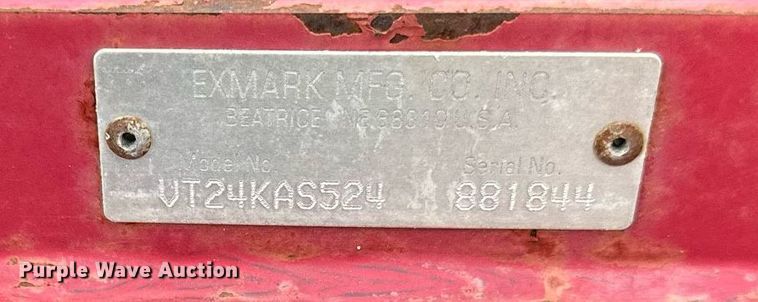 EXMARK MFG. CO. INC.
BEATRICE NE 68310 U.S.A.
Model No. Serial No.
VT24KAS524 881844
Purple Wave Auction